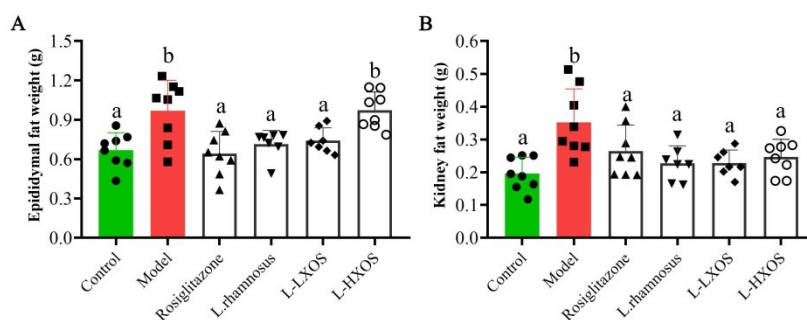 A
B
Epididymal fat weight (g)
1.5
1.2
0.9
0.6
0.3
0.0
a
b
a
a
a
b
Control
Model
Rosiglitazone
L.rhamnosus
L-LXOS
L-HXOS
Kidney fat weight (g)
0.6
0.5
0.4
0.3
0.2
0.1
0.0
a
b
a
a
a
a
Control
Model
Rosiglitazone
L.rhamnosus
L-LXOS
L-HXOS